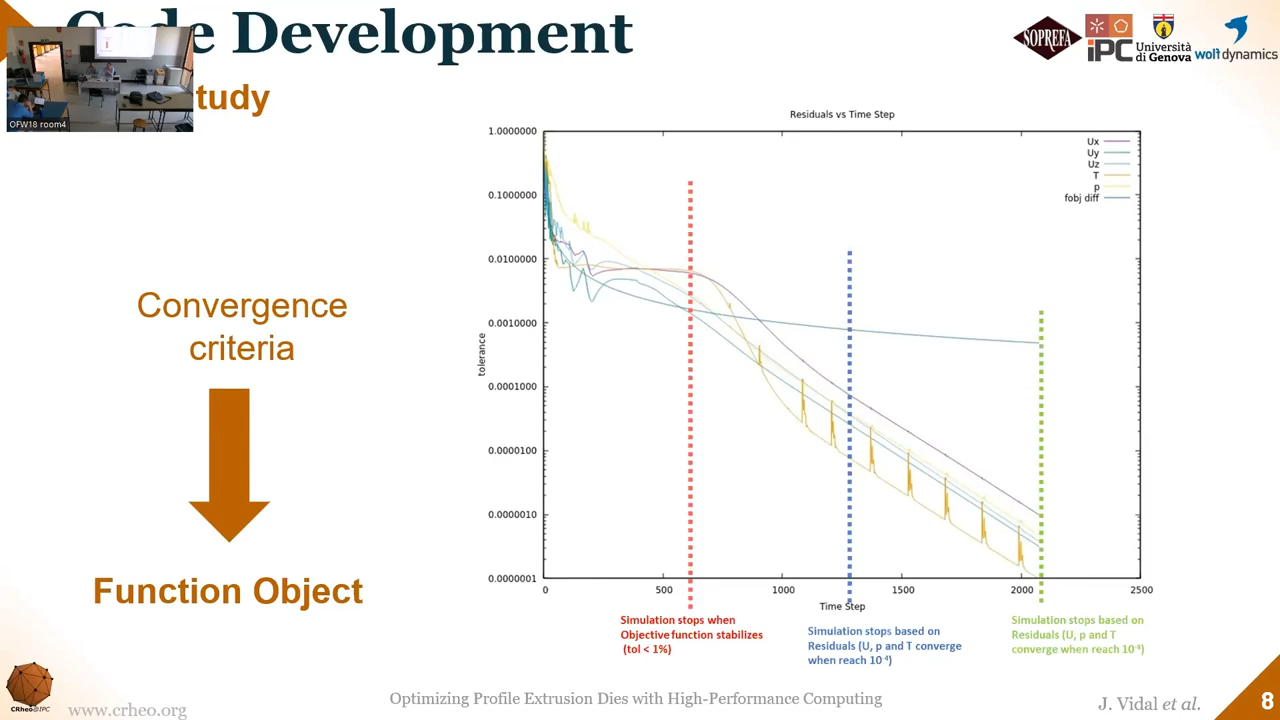 Code Development
tudy
OFW18 room4
SOPREFA
iPC
Università
di Genova
wolf dynamics
Convergence
criteria
Function Object
Residuals vs Time Step
Ux
Uy
Uz
T
p
fobj diff
1.0000000
0.1000000
0.0100000
0.0010000
0.0001000
0.0000100
0.0000010
0.0000001
tolerance
0
500
1000
1500
2000
2500
Time Step
Simulation stops when
Objective function stabilizes
(tol < 1%)
Simulation stops based on
Residuals (U, p and T converge
when reach 10⁻⁴)
Simulation stops based on
Residuals (U, p and T
converge when reach 10⁻⁶)
CRheo@IPC
www.crheo.org
Optimizing Profile Extrusion Dies with High-Performance Computing
J. Vidal et al.
8